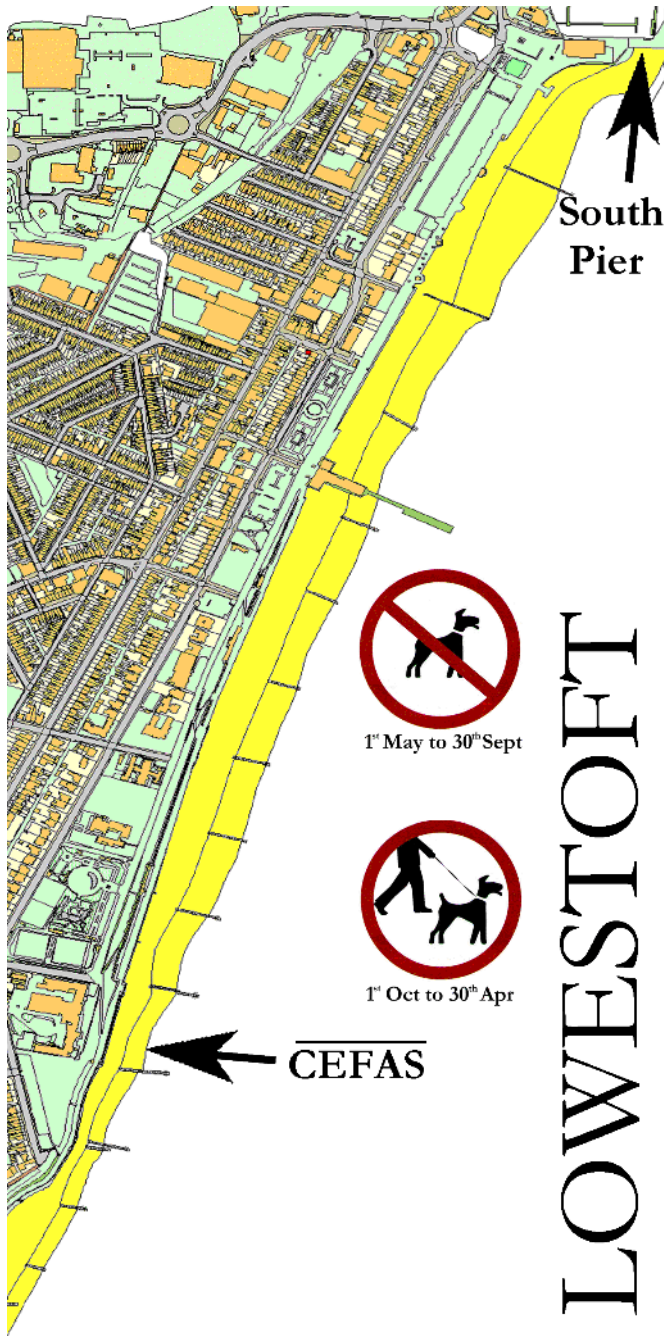 South
Pier
1st May to 30th Sept
1st Oct to 30th Apr
CEFAS
LOWESTOFT